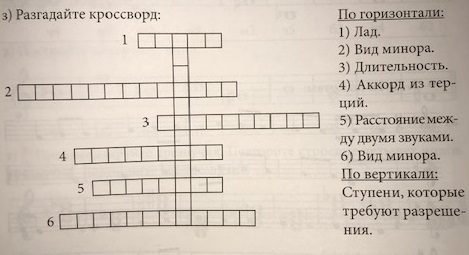 з) Разгадайте кроссворд:
1
2
3
4
5
6
По горизонтали:
1) Лад.
2) Вид минора.
3) Длительность.
4) Аккорд из тер-
ций.
5) Расстояние меж-
ду двумя звуками.
6) Вид минора.
По вертикали:
Ступени, которые
требуют разреше-
ния.